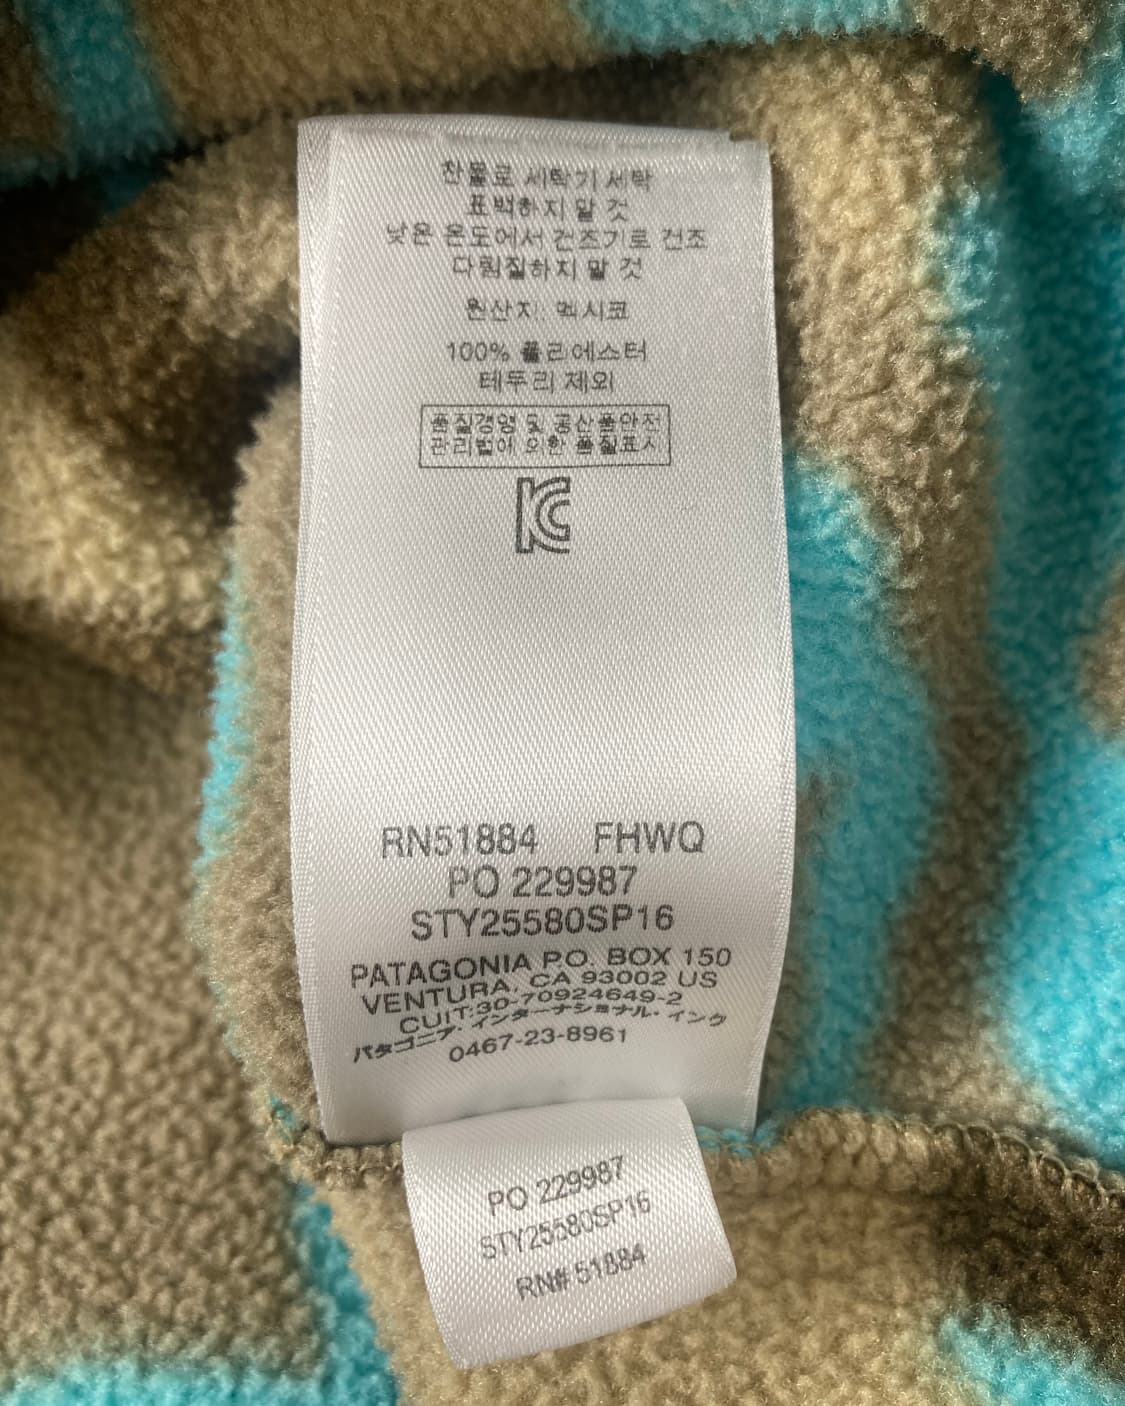 찬물로 세탁기 세탁
표백하지 말 것
낮은 온도에서 건조기로 건조
다림질하지 말 것
원산지: 멕시코
100% 폴리에스터
테두리 제외
품질경영 및 공산품안전
관리법에 의한 품질표시
KC
RN51884 FHWQ
PO 229987
STY25580SP16
PATAGONIA P.O. BOX 150
VENTURA, CA 93002 US
CUIT:30-70924649-2
パタゴニア・インターナショナル・インク
0467-23-8961
PO 229987
STY25580SP16
RN# 51884